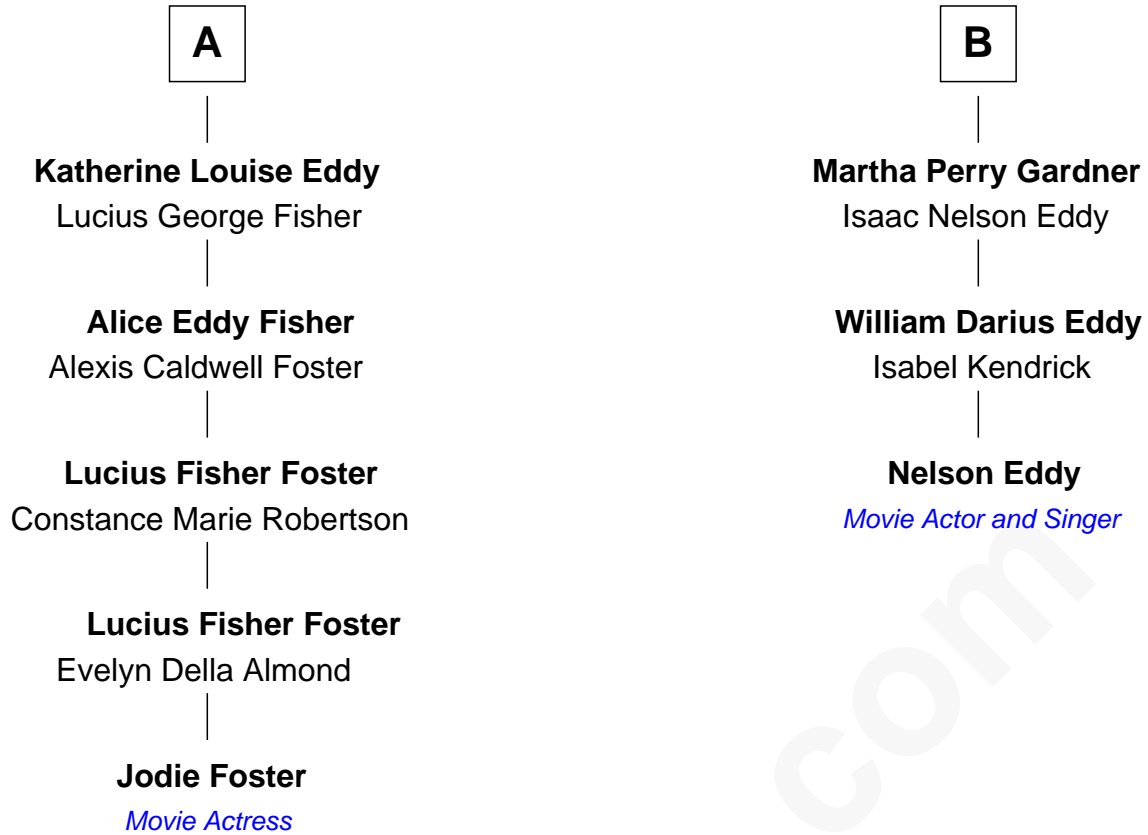 A
Katherine Louise Eddy
Lucius George Fisher
Alice Eddy Fisher
Alexis Caldwell Foster
Lucius Fisher Foster
Constance Marie Robertson
Lucius Fisher Foster
Evelyn Della Almond
Jodie Foster
Movie Actress
B
Martha Perry Gardner
Isaac Nelson Eddy
William Darius Eddy
Isabel Kendrick
Nelson Eddy
Movie Actor and Singer
com